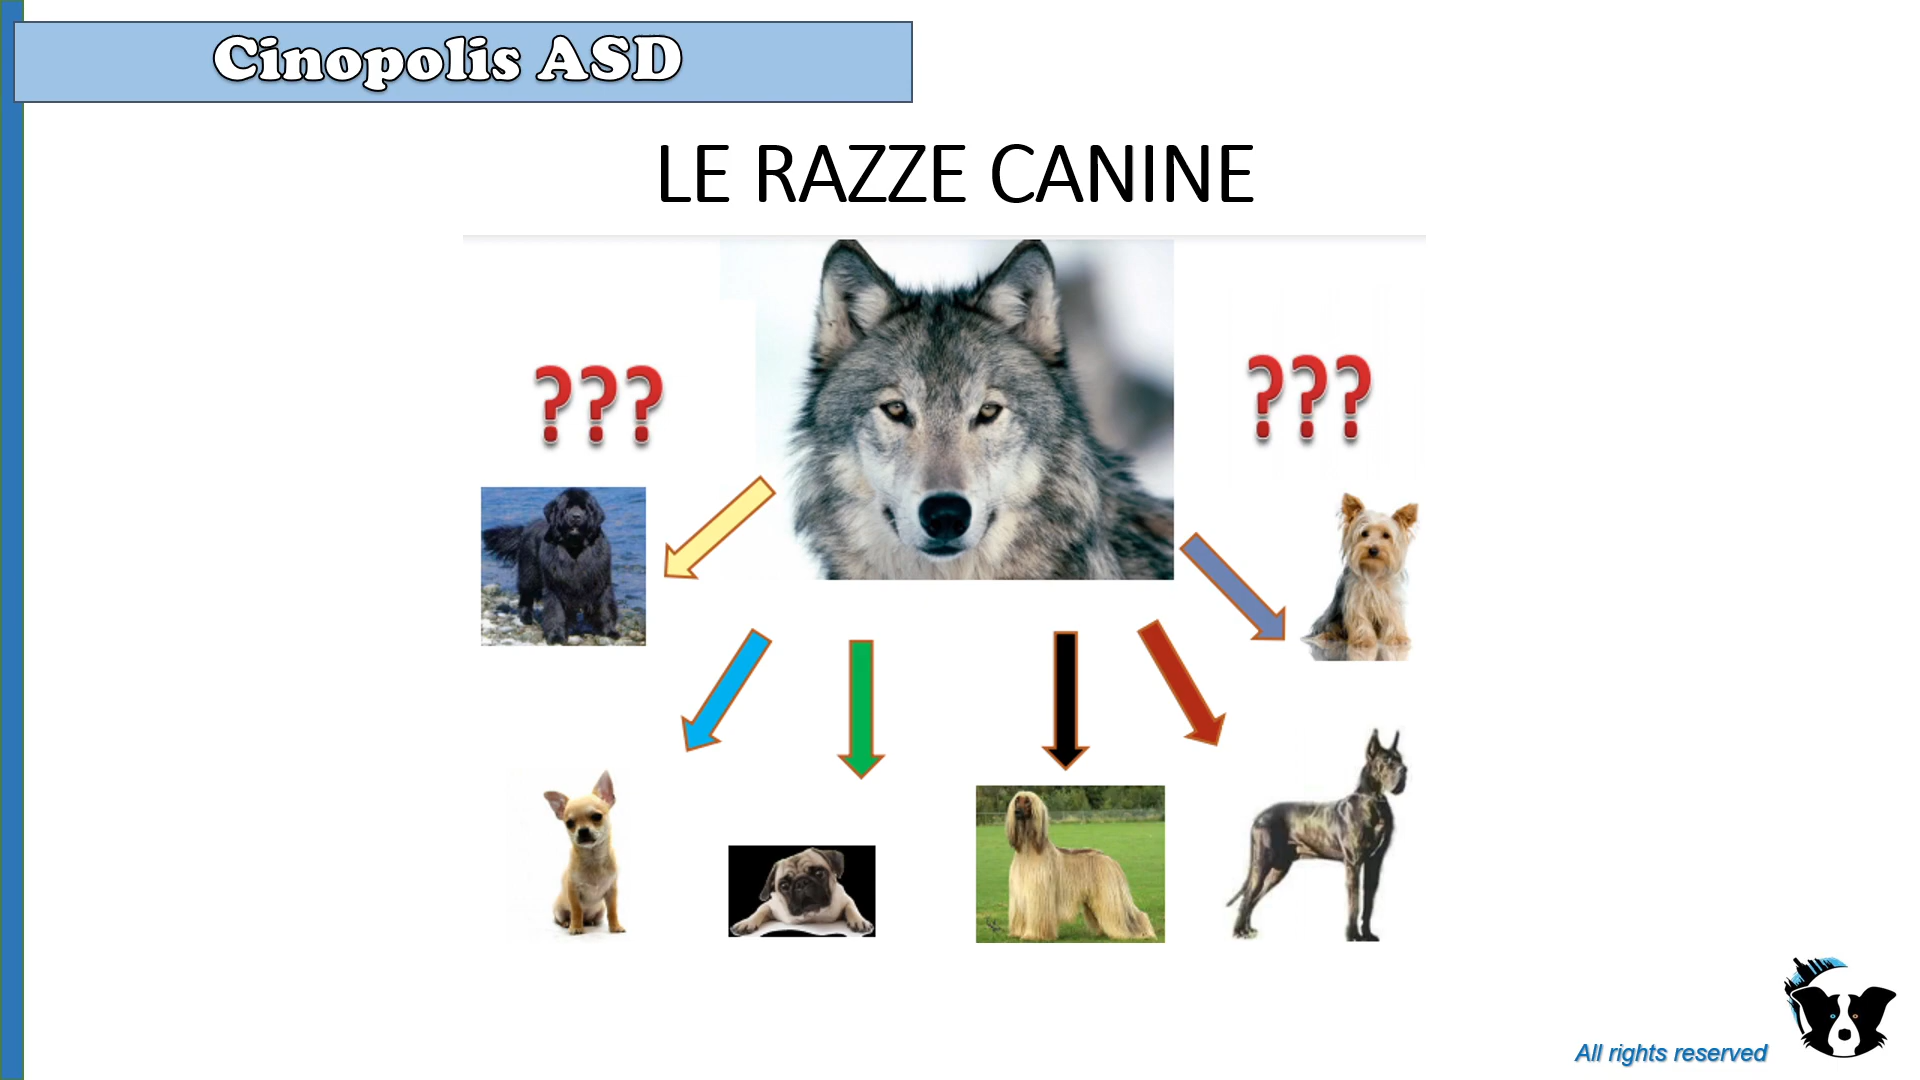 Cinopolis ASD
LE RAZZE CANINE
???
???
All rights reserved